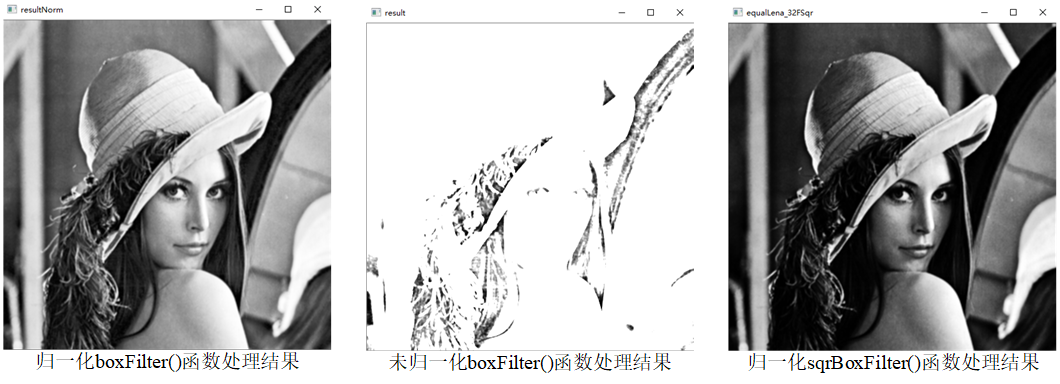 resultNorm
result
equalLena_32FSqr
归一化boxFilter()函数处理结果
未归一化boxFilter()函数处理结果
归一化sqrBoxFilter()函数处理结果